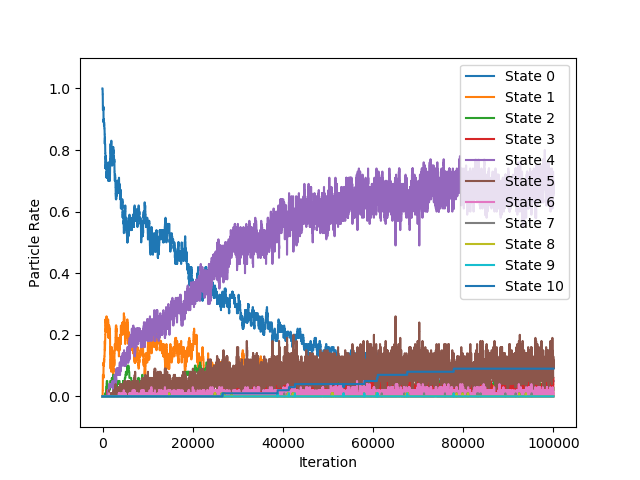 1.0
0.8
0.6
0.4
0.2
0.0
Particle Rate
0
20000
40000
60000
80000
100000
Iteration
State 0
State 1
State 2
State 3
State 4
State 5
State 6
State 7
State 8
State 9
State 10